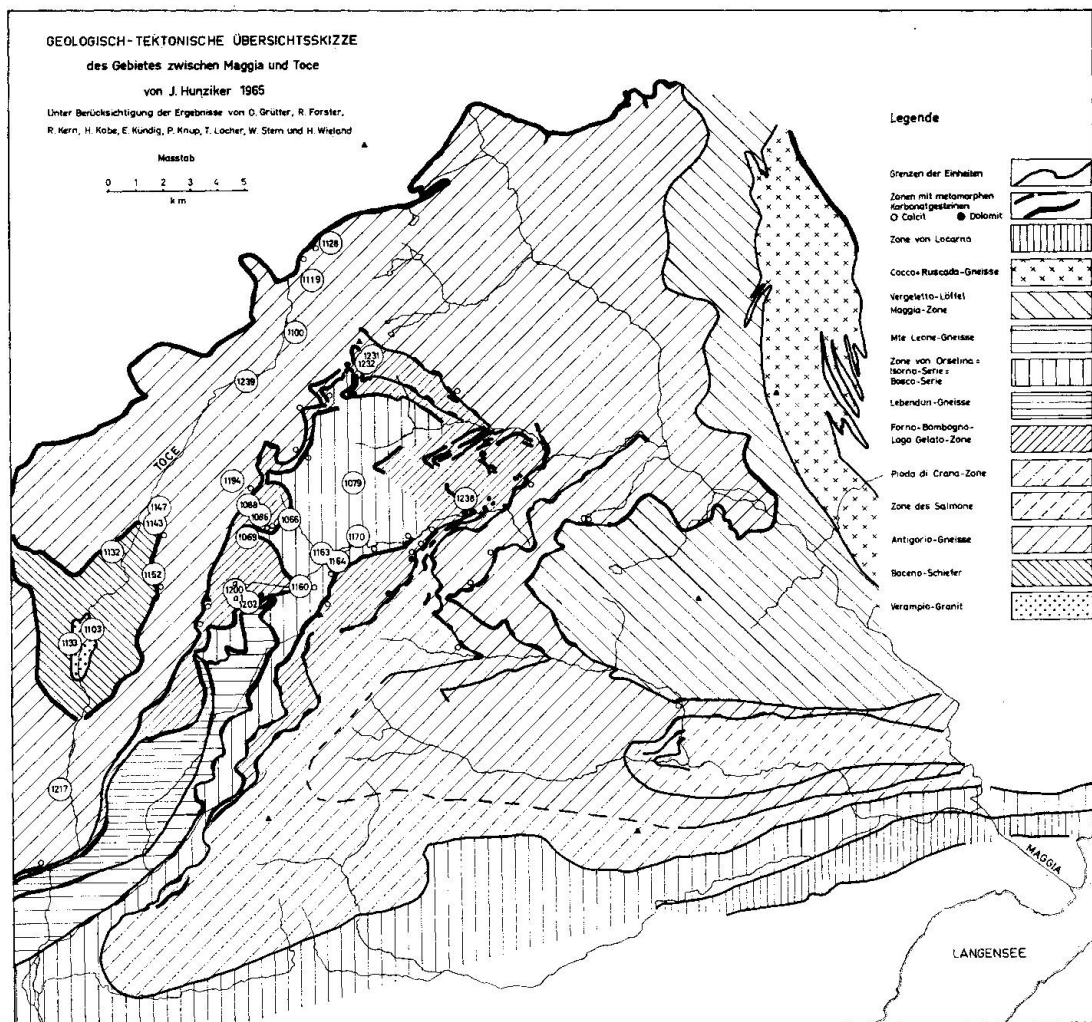 GEOLOGISCH-TEKTONISCHE ÜBERSICHTSSKIZZE
des Gebietes zwischen Maggia und Toce
von J. Hunziker 1965
Unter Berücksichtigung der Ergebnisse von O. Grütter, R. Forster,
R. Kern, H. Kobe, E. Kündig, P. Knup, T. Locher, W. Stern und H. Wieland
Masstab
0 1 2 3 4 5
km
Legende
Grenzen der Einheiten
Zonen mit metamorphen
Karbonatgesteinen
Calcit Dolomit
Zone von Locarno
Cocco+Ruscada-Gneisse
Vergeletto-Löffel
Maggia-Zone
Mte Leone-Gneisse
Zone von Orselina=
Isorno-Serie=
Bosco-Serie
Lebendun-Gneisse
Forno-Bombogno-
Lago Gelato-Zone
Pioda di Crana-Zone
Zone des Salmone
Antigorio-Gneisse
Baceno-Schiefer
Verampio-Granit
1128
1119
1100
1231
1232
1239
TOCE
1194
1079
1238
1147
1143
1088
1086
1066
1069
1132
1170
1163
1164
1152
1160
1200
1202
1103
1133
1217
MAGGIA
LANGENSEE